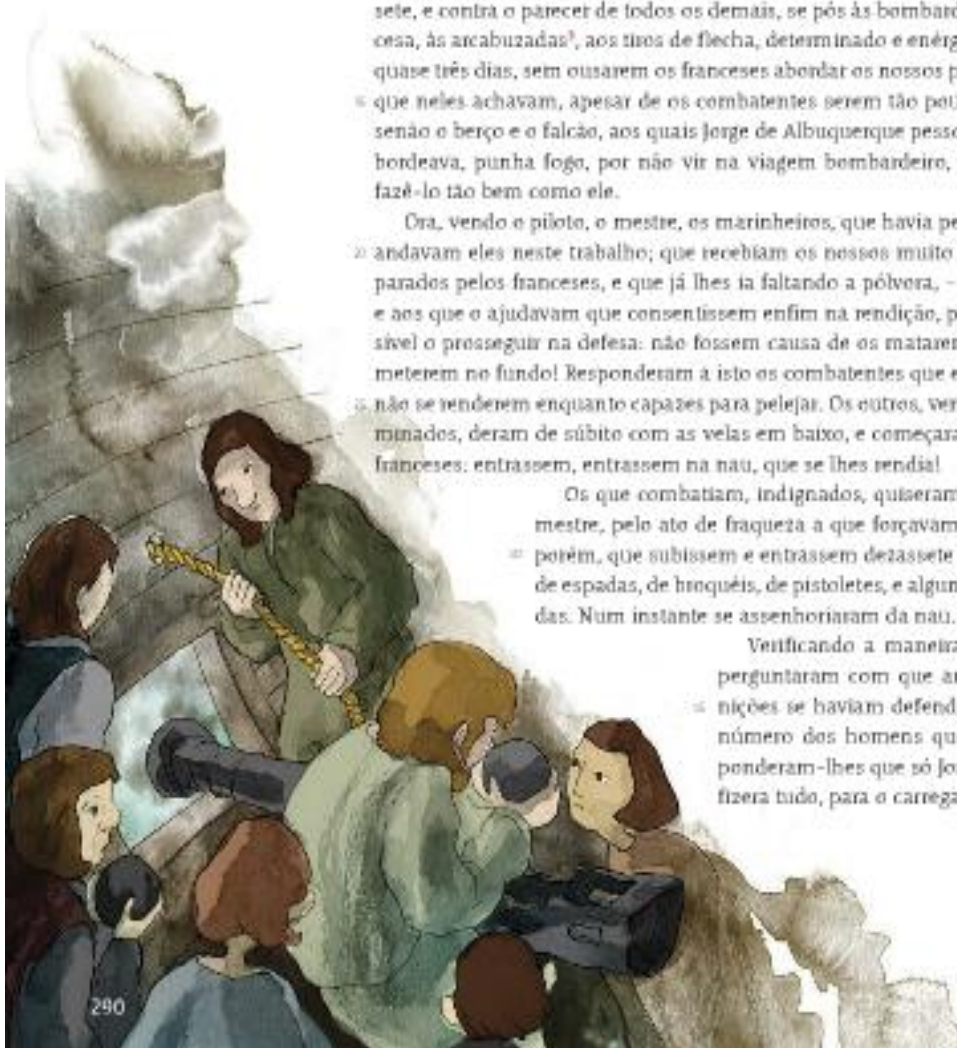 sete, e contra o parecer de todos os demais, se pôs às bombard
cesa, às arcabuzadas³, aos tiros de flecha, determinado e enérg
quase três dias, sem ousarem os franceses abordar os nossos p
15 que neles achavam, apesar de os combatentes serem tão pou
senão o berço e o falcão, aos quais Jorge de Albuquerque pesso
bordeava, punha fogo, por não vir na viagem bombardeiro,
fazê-lo tão bem como ele.
Ora, vendo o piloto, o mestre, os marinheiros, que havia pe
20 andavam eles neste trabalho; que recebiam os nossos muito
parados pelos franceses, e que já lhes ia faltando a pólvora, –
e aos que o ajudavam que consentissem enfim na rendição, p
sível o prosseguir na defesa: não fossem causa de os matarem
meterem no fundo! Responderam a isto os combatentes que e
25 não se renderem enquanto capazes para pelejar. Os outros, ven
minados, deram de súbito com as velas em baixo, e começara
franceses: entrassem, entrassem na nau, que se lhes rendia!
Os que combatiam, indignados, quiseram
mestre, pelo ato de fraqueza a que forçavam
30 porém, que subissem e entrassem dezassete
de espadas, de broquéis, de pistoletes, e algun
das. Num instante se assenhoriaram da nau.
Verificando a maneira
perguntaram com que ar
35 nições se haviam defend
número dos homens qu
ponderam-lhes que só Jor
fizera tudo, para o carrega
290